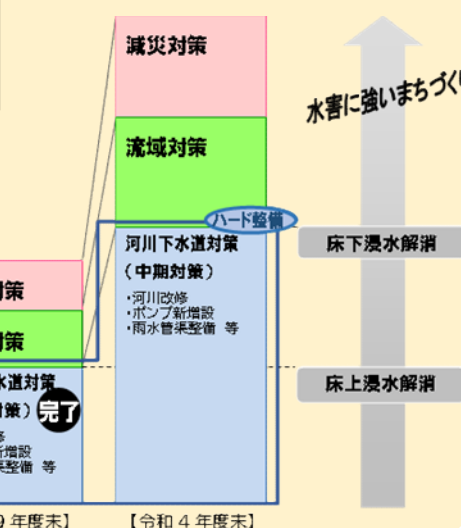 減災対策
水害に強いまちづくり
流域対策
ハード整備
河川下水道対策
（中期対策）
・河川改修
・ポンプ新増設
・雨水管渠整備 等
床下浸水解消
対策
対策
床上浸水解消
水道対策
対策）
完了
新増設
渠整備 等
9 年度末】
【令和 4 年度末】